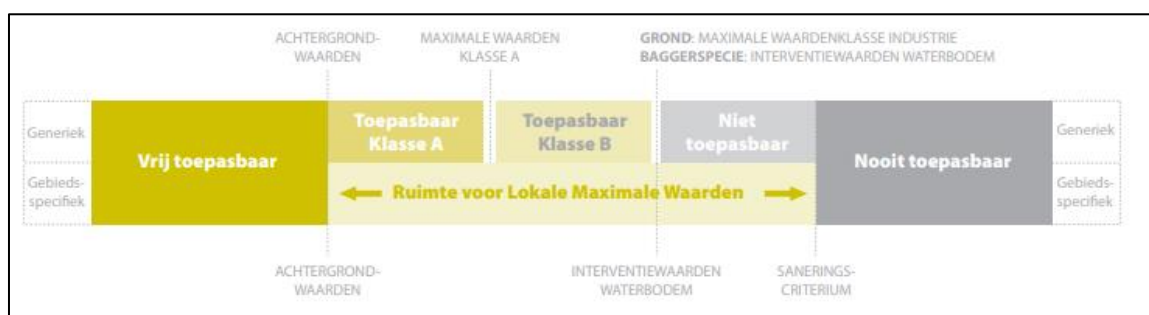 ACHTERGROND-
WAARDEN
MAXIMALE WAARDEN
KLASSE A
GROND: MAXIMALE WAARDENKLASSE INDUSTRIE
BAGGERSPECIE: INTERVENTIEWAARDEN WATERBODEM
Generiek
Gebieds-
specifiek
Vrij toepasbaar
Toepasbaar
Klasse A
Toepasbaar
Klasse B
Niet
toepasbaar
Ruimte voor Lokale Maximale Waarden
Nooit toepasbaar
Generiek
Gebieds-
specifiek
ACHTERGROND-
WAARDEN
INTERVENTIEWAARDEN
WATERBODEM
SANERINGS-
CRITERIUM